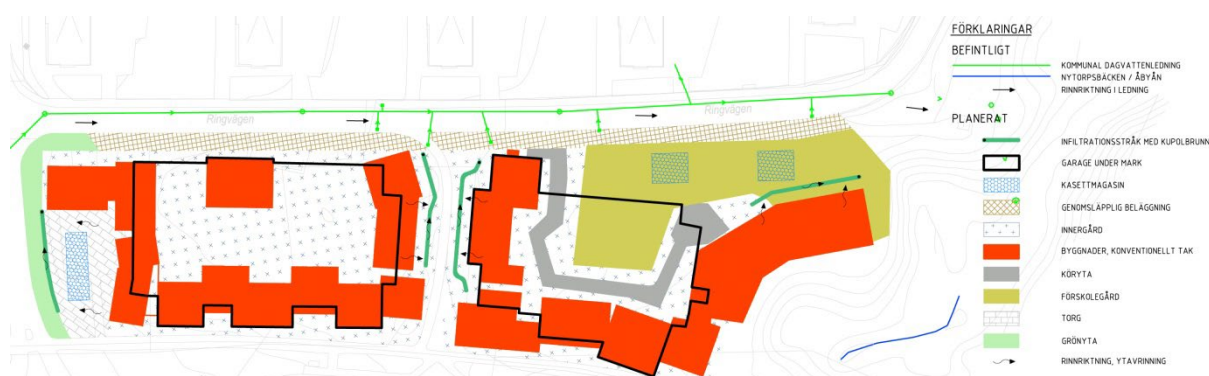 FÖRKLARINGAR
BEFINTLIGT
KOMMUNAL DAGVATTENLEDNING
NYTORPSBÄCKEN / ÅBYÅN
RINNRIKTNING I LEDNING
PLANERAT
INFILTRATIONSSTRÅK MED KUPOLBRUNN
GARAGE UNDER MARK
KASETTMAGASIN
GENOMSLÄPPLIG BELÄGGNING
INNERGÅRD
BYGGNADER, KONVENTIONELLT TAK
KÖRYTA
FÖRSKOLEGÅRD
TORG
GRÖNYTA
RINNRIKTNING, YTAVRINNING
Ringvägen
Ringvägen